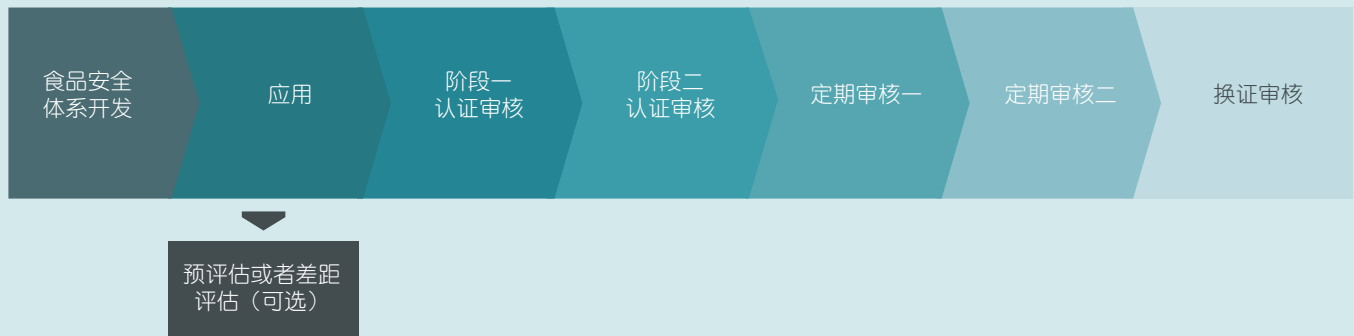 食品安全
体系开发
应用
阶段一
认证审核
阶段二
认证审核
定期审核一
定期审核二
换证审核
预评估或者差距
评估（可选）